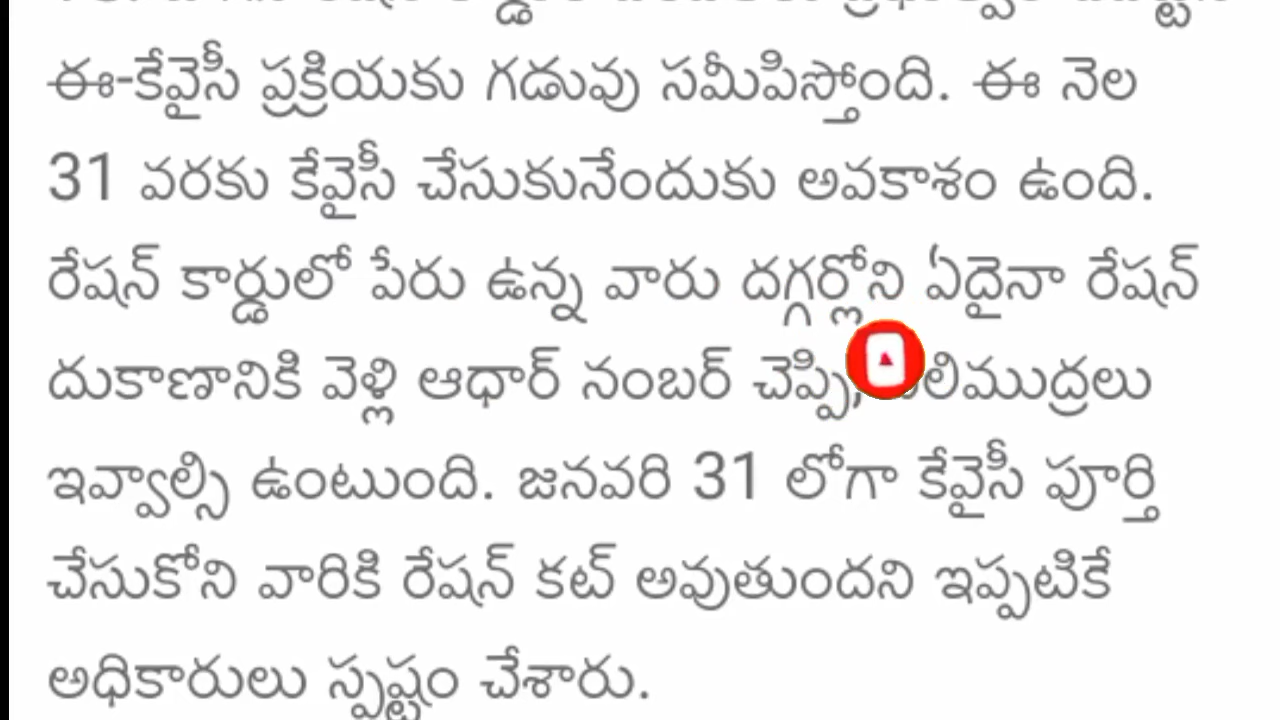 ఈ-కేవైసీ ప్రక్రియకు గడువు సమీపిస్తోంది. ఈ నెల
31 వరకు కేవైసీ చేసుకునేందుకు అవకాశం ఉంది.
రేషన్ కార్డులో పేరు ఉన్న వారు దగ్గర్లోని ఏదైనా రేషన్
దుకాణానికి వెళ్లి ఆధార్ నంబర్ చెప్పి,
ఇవ్వాల్సి ఉంటుంది. జనవరి 31 లోగా కేవైసీ పూర్తి
చేసుకోని వారికి రేషన్ కట్ అవుతుందని ఇప్పటికే
అధికారులు స్పష్టం చేశారు.